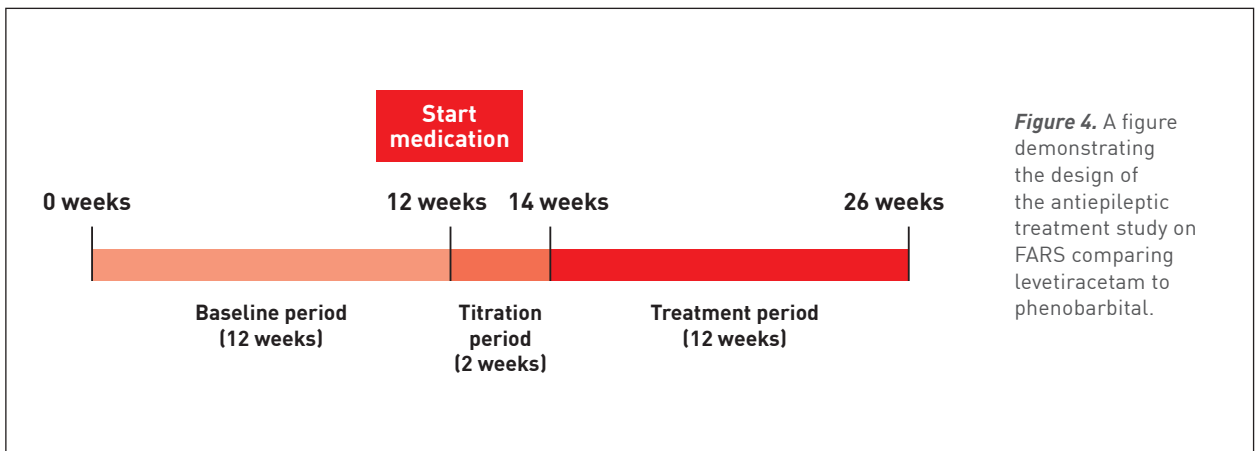 Start
medication
0 weeks
12 weeks
14 weeks
26 weeks
Baseline period
(12 weeks)
Titration
period
(2 weeks)
Treatment period
(12 weeks)
Figure 4. A figure
demonstrating
the design of
the antiepileptic
treatment study on
FARS comparing
levetiracetam to
phenobarbital.